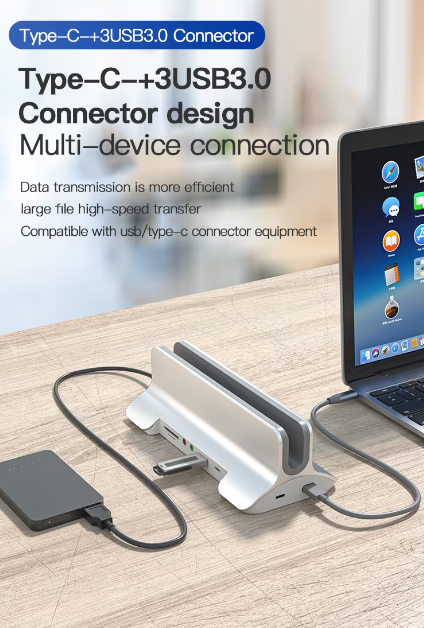 Type-C-+3USB3.0 Connector
Type-C-+3USB3.0
Connector design
Multi-device connection
Data transmission is more efficient
large file high-speed transfer
Compatible with usb/type-c connector equipment